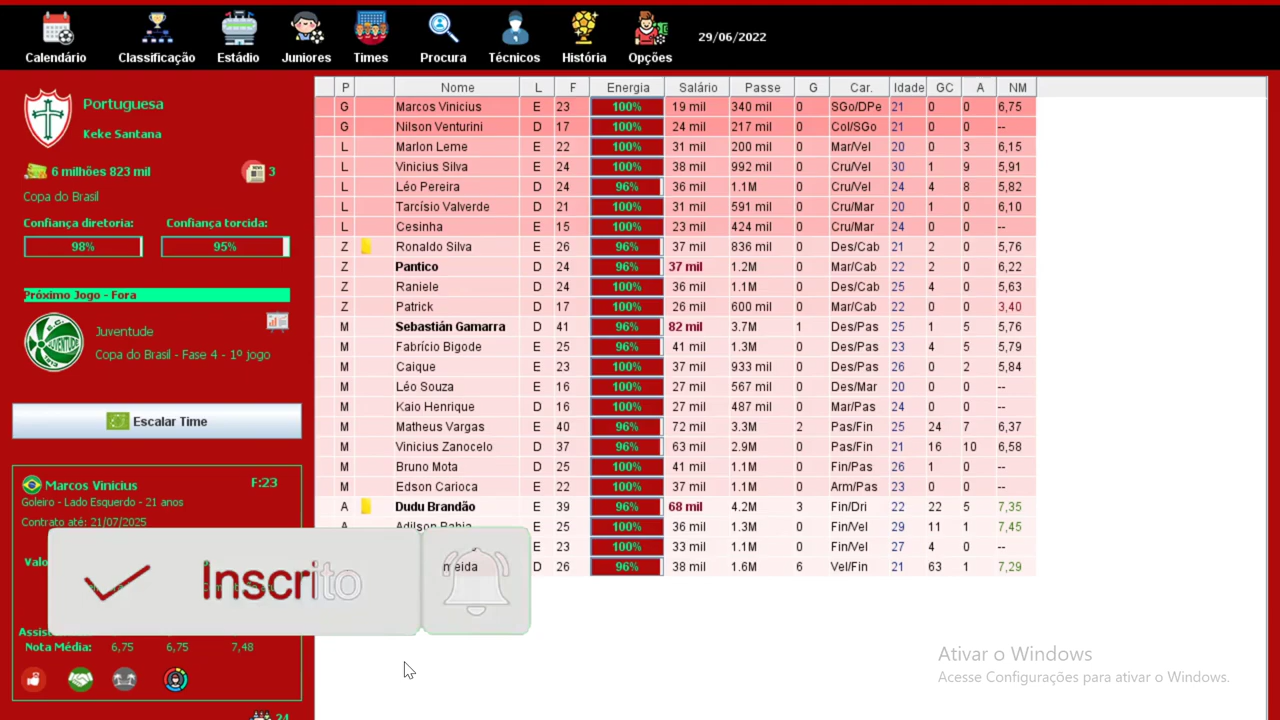 Calendário Classificação Estádio Juniores Times Procura Técnicos História Opções 29/06/2022
Portuguesa
Keke Santana
6 milhões 823 mil 3
Copa do Brasil
Confiança diretoria: Confiança torcida:
98% 95%
Próximo Jogo - Fora
Juventude
Copa do Brasil - Fase 4 - 1º jogo
Escalar Time
Marcos Vinicius F:23
Goleiro - Lado Esquerdo - 21 anos
Contrato até: 21/07/2025
Valo
Inscrito
Assis
Nota Média: 6,75 6,75 7,48
24
P Nome L F Energia Salário Passe G Car. Idade GC A NM
G Marcos Vinicius E 23 100% 19 mil 340 mil 0 SGo/DPe 21 0 0 6,75
G Nilson Venturini D 17 100% 24 mil 217 mil 0 Col/SGo 21 0 0 --
L Marlon Leme E 22 100% 31 mil 200 mil 0 Mar/Vel 20 0 3 6,15
L Vinicius Silva E 24 100% 38 mil 992 mil 0 Cru/Vel 30 1 9 5,91
L Léo Pereira D 24 96% 36 mil 1.1M 0 Cru/Vel 24 4 8 5,82
L Tarcísio Valverde D 21 100% 31 mil 591 mil 0 Cru/Mar 20 1 0 6,10
L Cesinha E 15 100% 23 mil 424 mil 0 Cru/Mar 24 0 0 --
Z Ronaldo Silva E 26 96% 37 mil 836 mil 0 Des/Cab 21 2 0 5,76
Z Pantico D 24 96% 37 mil 1.2M 0 Mar/Cab 22 2 0 6,22
Z Raniele D 24 100% 36 mil 1.1M 0 Des/Cab 25 4 0 5,63
Z Patrick D 17 100% 26 mil 600 mil 0 Mar/Cab 22 0 0 3,40
M Sebastián Gamarra D 41 96% 82 mil 3.7M 1 Des/Pas 25 1 5 5,76
M Fabrício Bigode E 25 96% 41 mil 1.3M 0 Des/Pas 23 4 5 5,79
M Caique E 23 100% 37 mil 933 mil 0 Des/Pas 26 0 2 5,84
M Léo Souza E 16 100% 27 mil 567 mil 0 Des/Mar 20 0 0 --
M Kaio Henrique D 16 100% 27 mil 487 mil 0 Mar/Pas 24 0 0 --
M Matheus Vargas E 40 96% 72 mil 3.3M 2 Pas/Fin 25 24 7 6,37
M Vinicius Zanocelo D 37 96% 63 mil 2.9M 0 Pas/Fin 21 16 10 6,58
M Bruno Mota D 25 100% 41 mil 1.1M 0 Fin/Pas 26 1 0 --
M Edson Carioca E 22 100% 37 mil 1.1M 0 Arm/Pas 23 0 0 --
A Dudu Brandão E 39 96% 68 mil 4.2M 3 Fin/Dri 22 22 5 7,35
A Adilson Bahia E 25 100% 36 mil 1.3M 0 Fin/Vel 29 11 1 7,45
E 23 100% 33 mil 1.1M 0 Fin/Vel 27 4 0 --
meida D 26 96% 38 mil 1.6M 6 Vel/Fin 21 63 1 7,29
Ativar o Windows
Acesse Configurações para ativar o Windows.